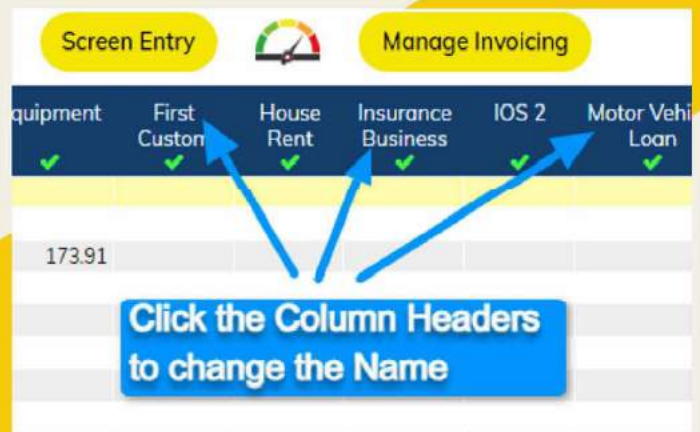 Screen Entry
Manage Invoicing
quipment First House Insurance IOS 2 Motor Vehi
Custom Rent Business Loan
173.91
Click the Column Headers
to change the Name